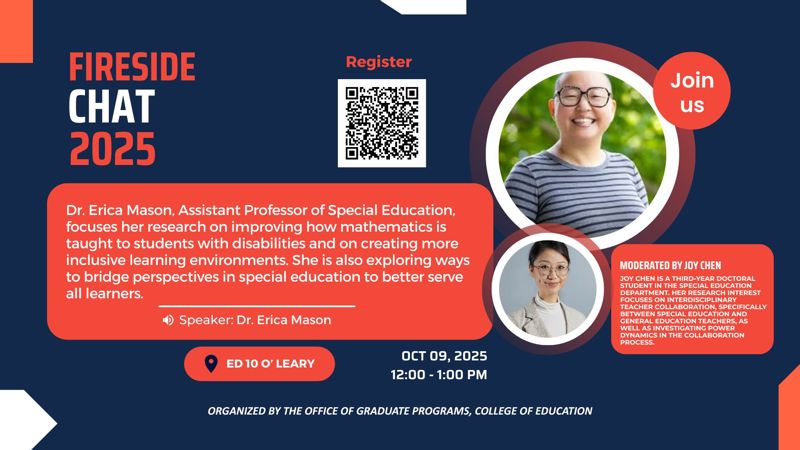 FIRESIDE
CHAT
2025
Register
Join
us
Dr. Erica Mason, Assistant Professor of Special Education,
focuses her research on improving how mathematics is
taught to students with disabilities and on creating more
inclusive learning environments. She is also exploring ways
to bridge perspectives in special education to better serve
all learners.
Speaker: Dr. Erica Mason
MODERATED BY JOY CHEN
JOY CHEN IS A THIRD-YEAR DOCTORAL
STUDENT IN THE SPECIAL EDUCATION
DEPARTMENT. HER RESEARCH INTEREST
FOCUSES ON INTERDISCIPLINARY
TEACHER COLLABORATION, SPECIFICALLY
BETWEEN SPECIAL EDUCATION AND
GENERAL EDUCATION TEACHERS, AS
WELL AS INVESTIGATING POWER
DYNAMICS IN THE COLLABORATION
PROCESS.
ED 10 O' LEARY
OCT 09, 2025
12:00 - 1:00 PM
ORGANIZED BY THE OFFICE OF GRADUATE PROGRAMS, COLLEGE OF EDUCATION